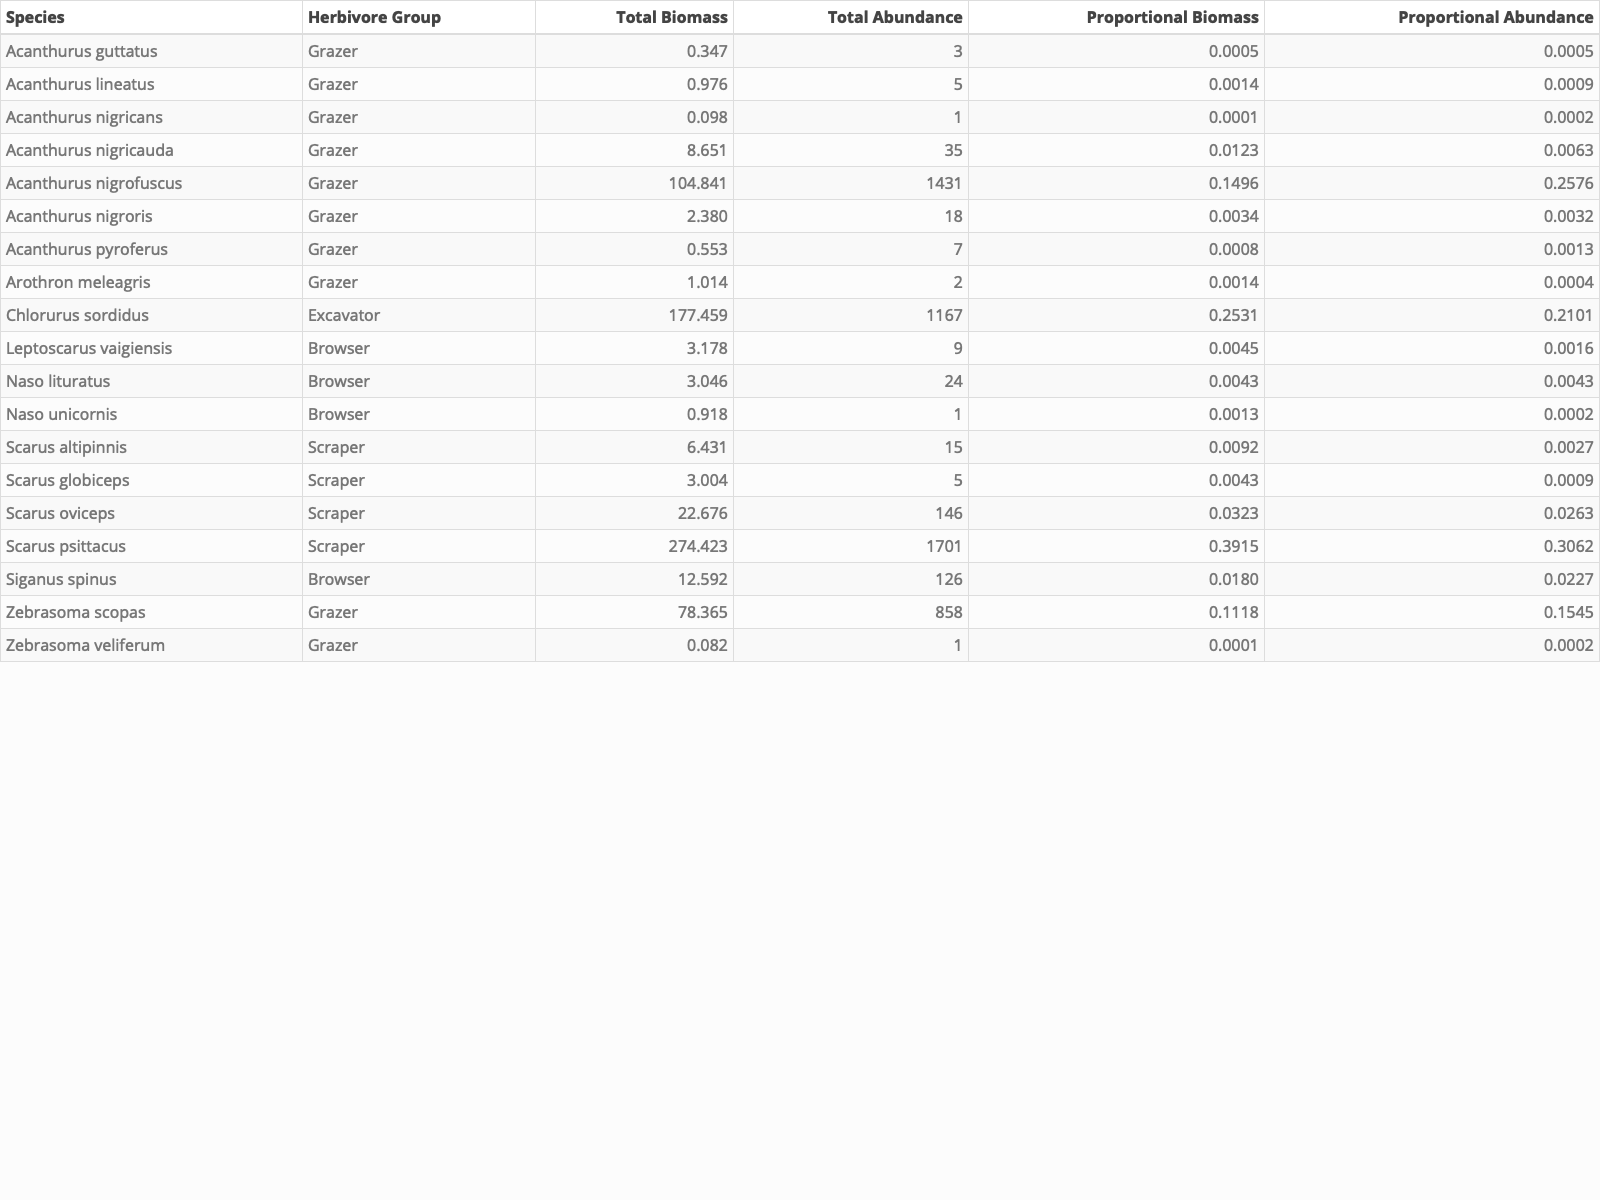 Species Herbivore Group Total Biomass Total Abundance Proportional Biomass Proportional Abundance
Acanthurus guttatus Grazer 0.347 3 0.0005 0.0005
Acanthurus lineatus Grazer 0.976 5 0.0014 0.0009
Acanthurus nigricans Grazer 0.098 1 0.0001 0.0002
Acanthurus nigricauda Grazer 8.651 35 0.0123 0.0063
Acanthurus nigrofuscus Grazer 104.841 1431 0.1496 0.2576
Acanthurus nigroris Grazer 2.380 18 0.0034 0.0032
Acanthurus pyroferus Grazer 0.553 7 0.0008 0.0013
Arothron meleagris Grazer 1.014 2 0.0014 0.0004
Chlorurus sordidus Excavator 177.459 1167 0.2531 0.2101
Leptoscarus vaigiensis Browser 3.178 9 0.0045 0.0016
Naso lituratus Browser 3.046 24 0.0043 0.0043
Naso unicornis Browser 0.918 1 0.0013 0.0002
Scarus altipinnis Scraper 6.431 15 0.0092 0.0027
Scarus globiceps Scraper 3.004 5 0.0043 0.0009
Scarus oviceps Scraper 22.676 146 0.0323 0.0263
Scarus psittacus Scraper 274.423 1701 0.3915 0.3062
Siganus spinus Browser 12.592 126 0.0180 0.0227
Zebrasoma scopas Grazer 78.365 858 0.1118 0.1545
Zebrasoma veliferum Grazer 0.082 1 0.0001 0.0002